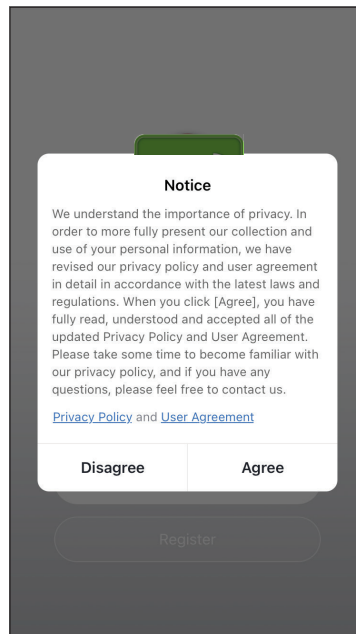 Notice
We understand the importance of privacy. In
order to more fully present our collection and
use of your personal information, we have
revised our privacy policy and user agreement
in detail in accordance with the latest laws and
regulations. When you click [Agree], you have
fully read, understood and accepted all of the
updated Privacy Policy and User Agreement.
Please take some time to become familiar with
our privacy policy, and if you have any
questions, please feel free to contact us.
Privacy Policy and User Agreement
Disagree Agree
Register